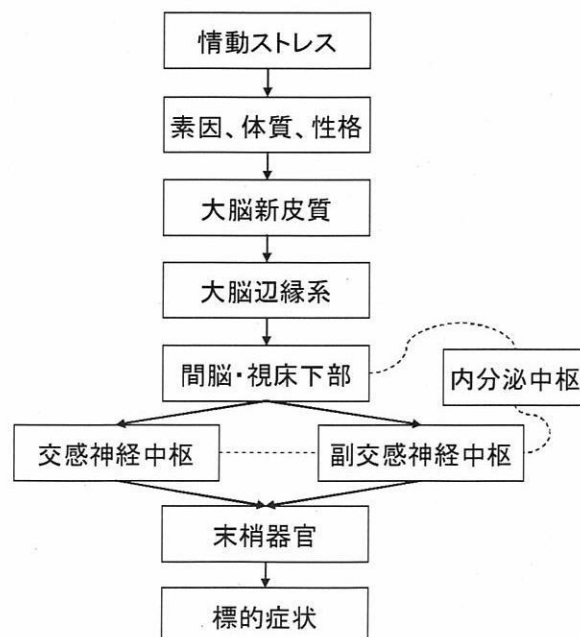 情動ストレス
素因、体質、性格
大脳新皮質
大脳辺縁系
間脳・視床下部
内分泌中枢
交感神経中枢
副交感神経中枢
末梢器官
標的症状